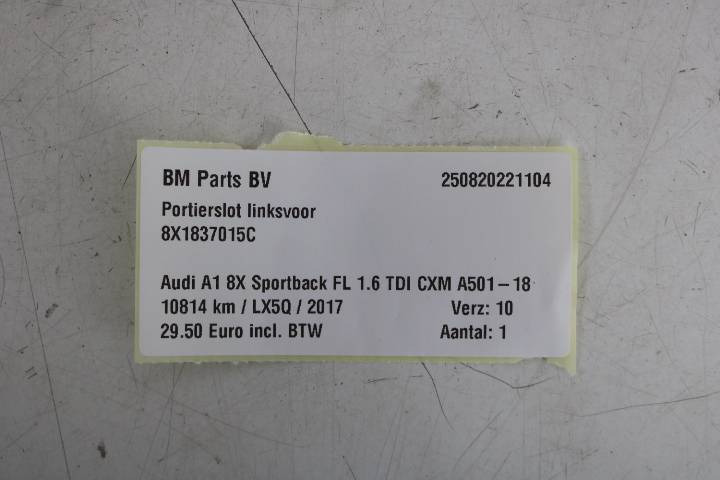 BM Parts BV 250820221104
Portierslot linksvoor
8X1837015C
Audi A1 8X Sportback FL 1.6 TDI CXM A501-18
10814 km / LX5Q / 2017 Verz: 10
29.50 Euro incl. BTW Aantal: 1